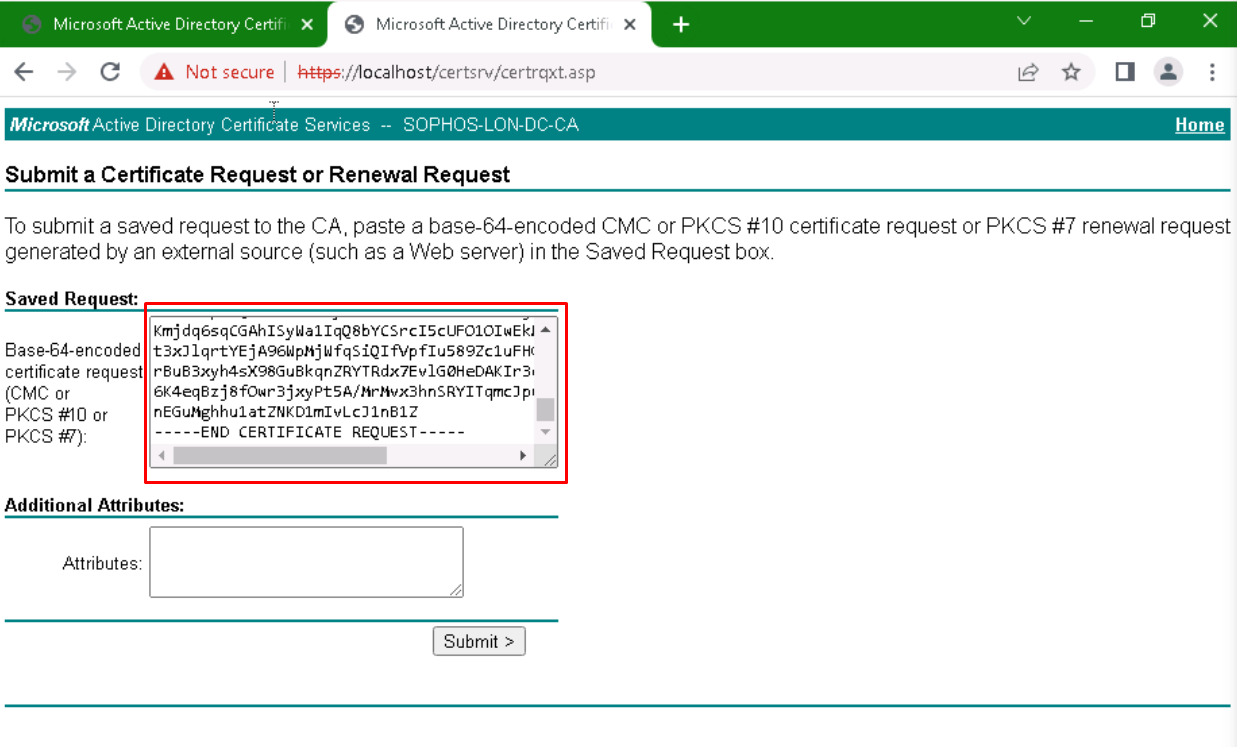 Microsoft Active Directory Certifi
Microsoft Active Directory Certifi
Not secure
https://localhost/certsrv/certrqxt.asp
Microsoft Active Directory Certificate Services -- SOPHOS-LON-DC-CA
Home
Submit a Certificate Request or Renewal Request
To submit a saved request to the CA, paste a base-64-encoded CMC or PKCS #10 certificate request or PKCS #7 renewal request
generated by an external source (such as a Web server) in the Saved Request box.
Saved Request:
Base-64-encoded
certificate request
(CMC or
PKCS #10 or
PKCS #7):
Kmjdq6sqCGAhISyWa1IqQ8bYCSrcI5cUFO1OIwEk
t3xJlqrtYEjA96WpMjWfqSiQIfVpfIu589Zc1uFH
rBuB3xyh4sX98GuBkqnZRYTRdx7EvlG0HeDAKIr3
6K4eqBzj8fOwr3jxyPt5A/MrMvx3hnSRYITqmcJp
nEGuMghhu1atZNKD1mIvLcJ1nB1Z
-----END CERTIFICATE REQUEST-----
Additional Attributes:
Attributes:
Submit >